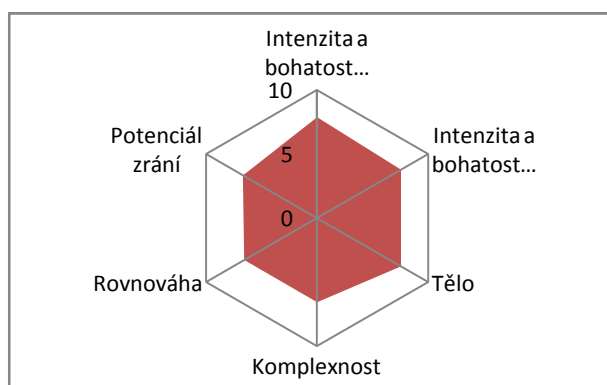 Intenzita a
bohatost...
10
Potenciál
zrání
5
Intenzita a
bohatost...
0
Rovnováha
Tělo
Komplexnost